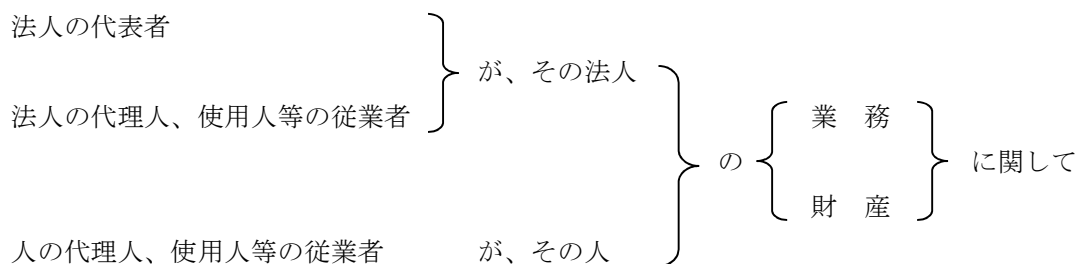 法人の代表者
が、その法人
法人の代理人、使用人等の従業者
業　務
の
に関して
財　産
人の代理人、使用人等の従業者　が、その人